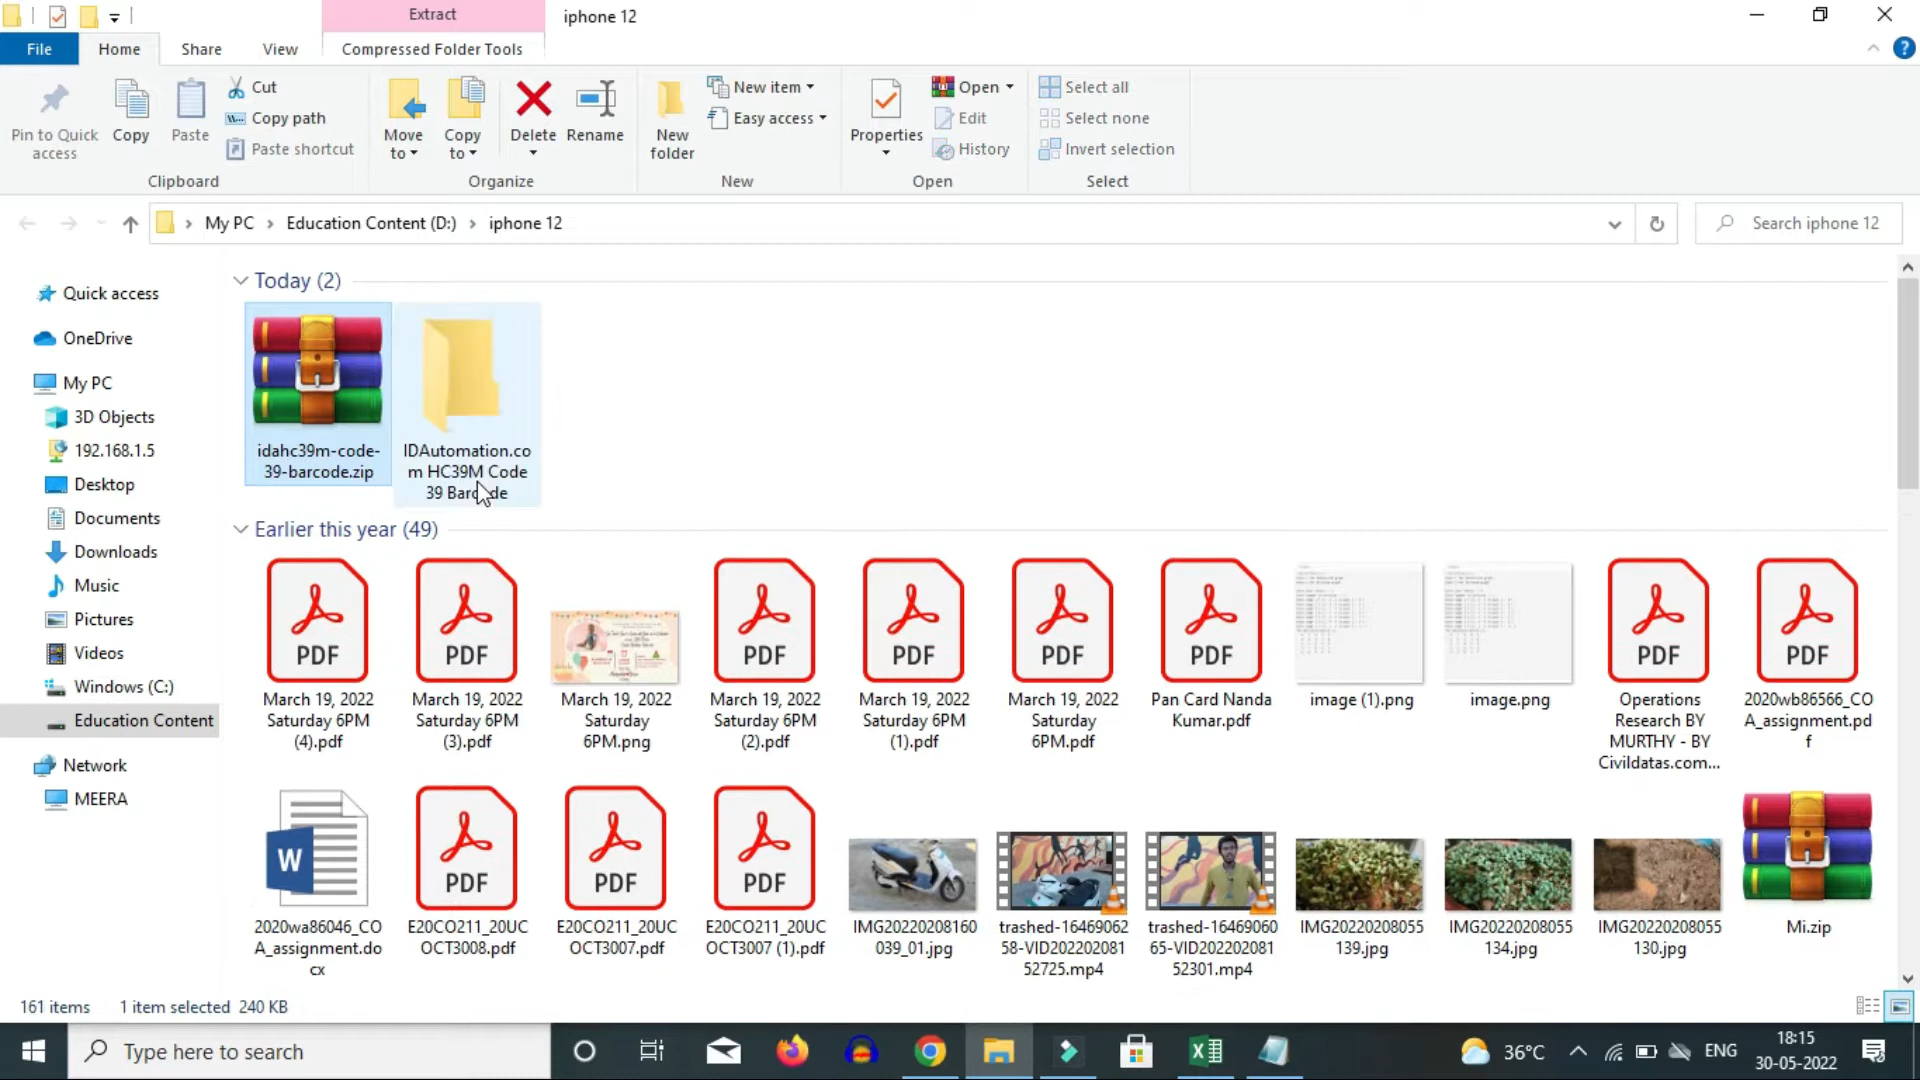 Extract
iphone 12
File
Home
Share
View
Compressed Folder Tools
Pin to Quick
access
Copy
Paste
Cut
Copy path
Paste shortcut
Clipboard
Move
to
Copy
to
Delete
Rename
Organize
New
folder
New item
Easy access
New
Properties
Open
Edit
History
Open
Select all
Select none
Invert selection
Select
My PC
Education Content (D:)
iphone 12
Search iphone 12
Quick access
OneDrive
My PC
3D Objects
192.168.1.5
Desktop
Documents
Downloads
Music
Pictures
Videos
Windows (C:)
Education Content
Network
MEERA
Today (2)
idahc39m-code-
39-barcode.zip
IDAutomation.co
m HC39M Code
39 Barcode
Earlier this year (49)
PDF
March 19, 2022
Saturday 6PM
(4).pdf
PDF
March 19, 2022
Saturday 6PM
(3).pdf
March 19, 2022
Saturday
6PM.png
PDF
March 19, 2022
Saturday 6PM
(2).pdf
PDF
March 19, 2022
Saturday 6PM
(1).pdf
PDF
March 19, 2022
Saturday
6PM.pdf
PDF
Pan Card Nanda
Kumar.pdf
image (1).png
image.png
PDF
Operations
Research BY
MURTHY - BY
Civildatas.com...
PDF
2020wb86566_CO
A_assignment.pd
f
W
2020wa86046_CO
A_assignment.do
cx
PDF
E20CO211_20UC
OCT3008.pdf
PDF
E20CO211_20UC
OCT3007.pdf
PDF
E20CO211_20UC
OCT3007 (1).pdf
IMG20220208160
039_01.jpg
trashed-16469062
58-VID202202081
52725.mp4
trashed-16469060
65-VID202202081
52301.mp4
IMG20220208055
139.jpg
IMG20220208055
134.jpg
IMG20220208055
130.jpg
Mi.zip
161 items
1 item selected 240 KB
Type here to search
36°C
ENG
18:15
30-05-2022